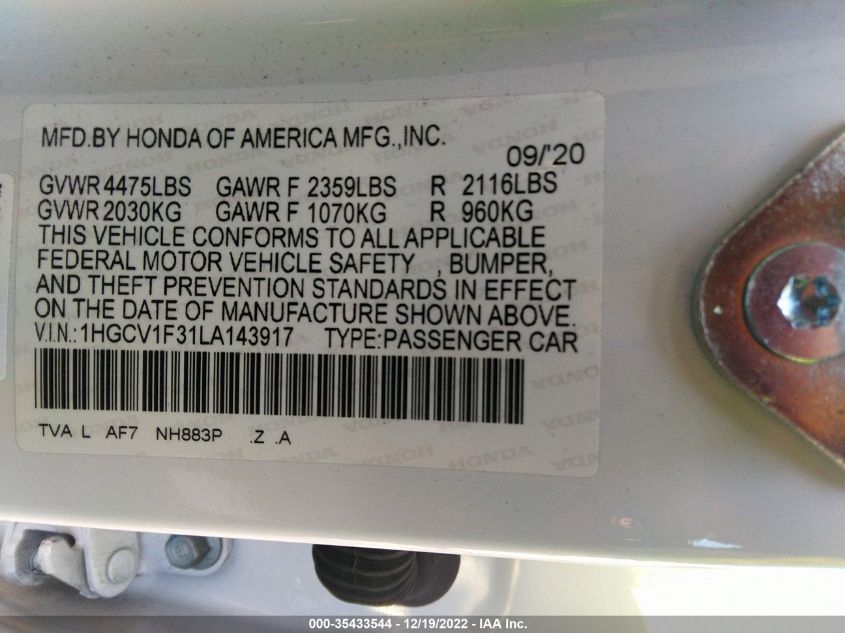 MFD.BY HONDA OF AMERICA MFG.,INC.
09/'20
GVWR 4475LBS GAWR F 2359LBS R 2116LBS
GVWR 2030KG GAWR F 1070KG R 960KG
THIS VEHICLE CONFORMS TO ALL APPLICABLE
FEDERAL MOTOR VEHICLE SAFETY , BUMPER,
AND THEFT PREVENTION STANDARDS IN EFFECT
ON THE DATE OF MANUFACTURE SHOWN ABOVE.
V.I.N.:1HGCV1F31LA143917 TYPE:PASSENGER CAR
TVA L AF7 NH883P .Z .A
000-35433544 - 12/19/2022 - IAA Inc.